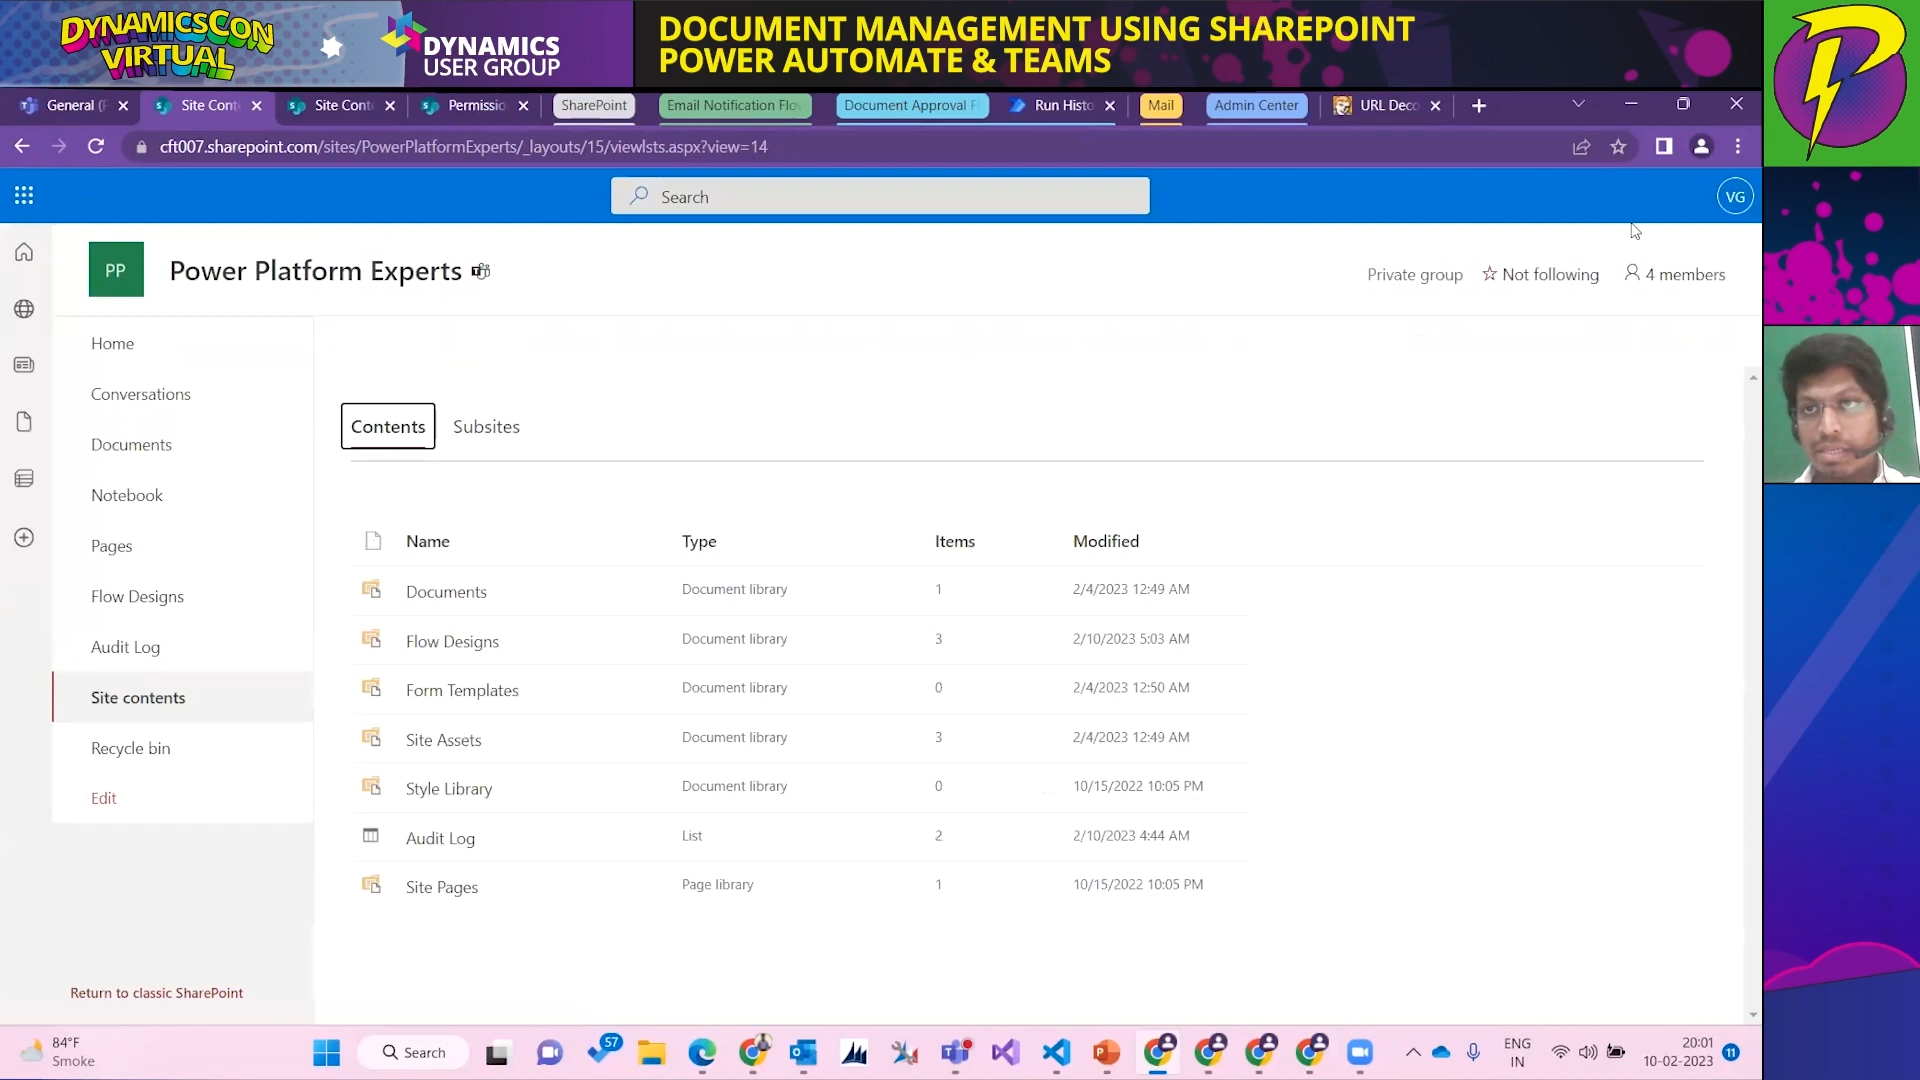 DYNAMICSCON
VIRTUAL
DYNAMICS
USER GROUP
DOCUMENT MANAGEMENT USING SHAREPOINT
POWER AUTOMATE & TEAMS
General (
Site Cont
Site Cont
Permissio
SharePoint
Email Notification Flo
Document Approval F
Run Histo
Mail
Admin Center
URL Deco
cft007.sharepoint.com/sites/PowerPlatformExperts/_layouts/15/viewlsts.aspx?view=14
Search
VG
PP
Power Platform Experts
Private group
Not following
4 members
Home
Conversations
Documents
Notebook
Pages
Flow Designs
Audit Log
Site contents
Recycle bin
Edit
Return to classic SharePoint
Contents
Subsites
Name Type Items Modified
Documents Document library 1 2/4/2023 12:49 AM
Flow Designs Document library 3 2/10/2023 5:03 AM
Form Templates Document library 0 2/4/2023 12:50 AM
Site Assets Document library 3 2/4/2023 12:49 AM
Style Library Document library 0 10/15/2022 10:05 PM
Audit Log List 2 2/10/2023 4:44 AM
Site Pages Page library 1 10/15/2022 10:05 PM
84°F
Smoke
Search
57
ENG
IN
20:01
10-02-2023
11